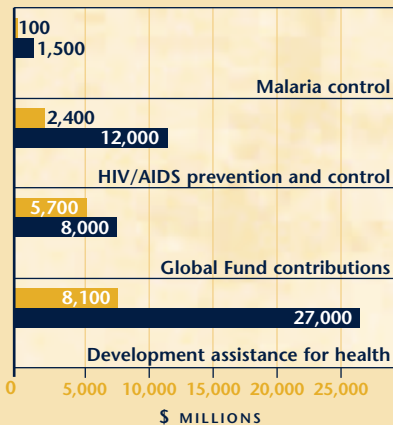 100
1,500
Malaria control
2,400
12,000
HIV/AIDS prevention and control
5,700
8,000
Global Fund contributions
8,100
27,000
Development assistance for health
0 5,000 10,000 15,000 20,000 25,000
$ MILLIONS